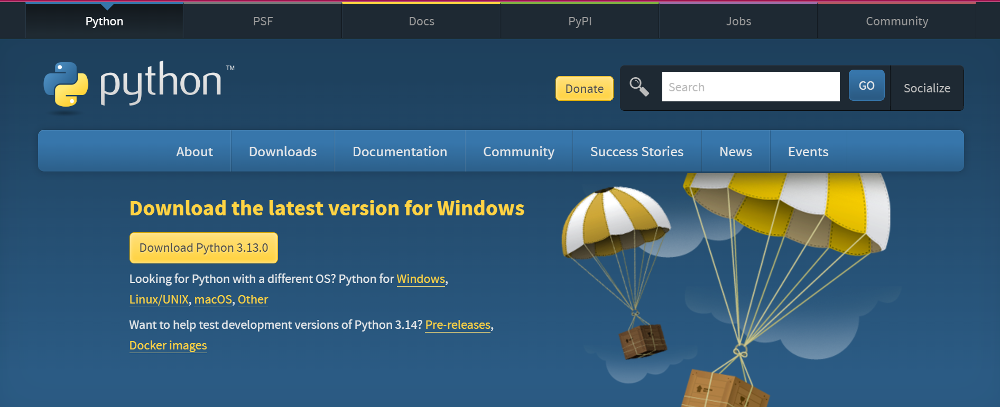 Python PSF Docs PyPI Jobs Community
python™
Donate Search GO Socialize
About Downloads Documentation Community Success Stories News Events
Download the latest version for Windows
Download Python 3.13.0
Looking for Python with a different OS? Python for Windows,
Linux/UNIX, macOS, Other
Want to help test development versions of Python 3.14? Pre-releases,
Docker images